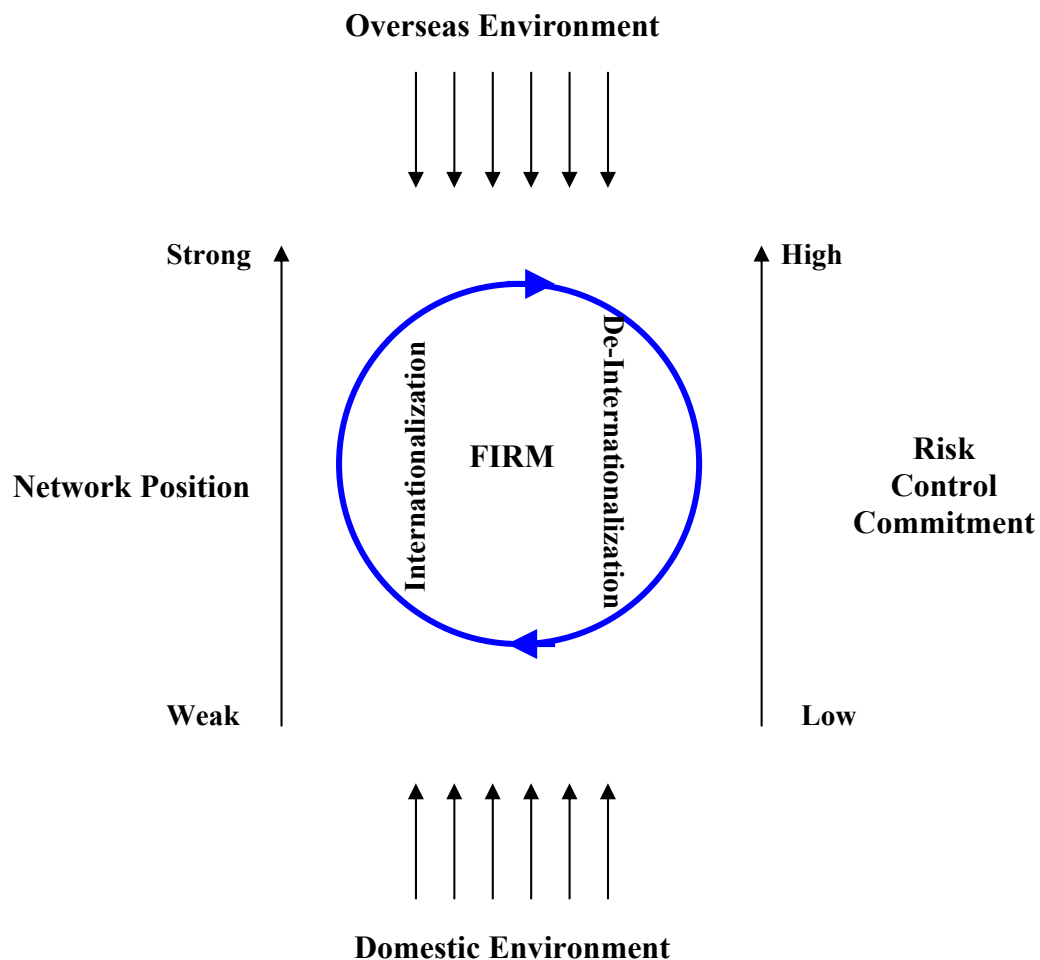 Overseas Environment
Strong
High
Internationalization
De-Internationalization
FIRM
Network Position
Risk
Control
Commitment
Weak
Low
Domestic Environment